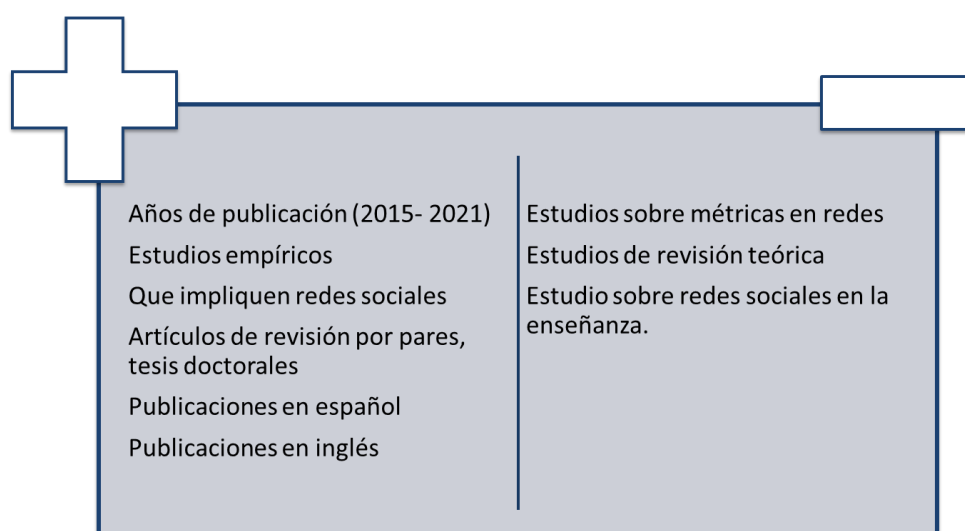 Años de publicación (2015- 2021)
Estudios empíricos
Que impliquen redes sociales
Artículos de revisión por pares,
tesis doctorales
Publicaciones en español
Publicaciones en inglés
Estudios sobre métricas en redes
Estudios de revisión teórica
Estudio sobre redes sociales en la
enseñanza.